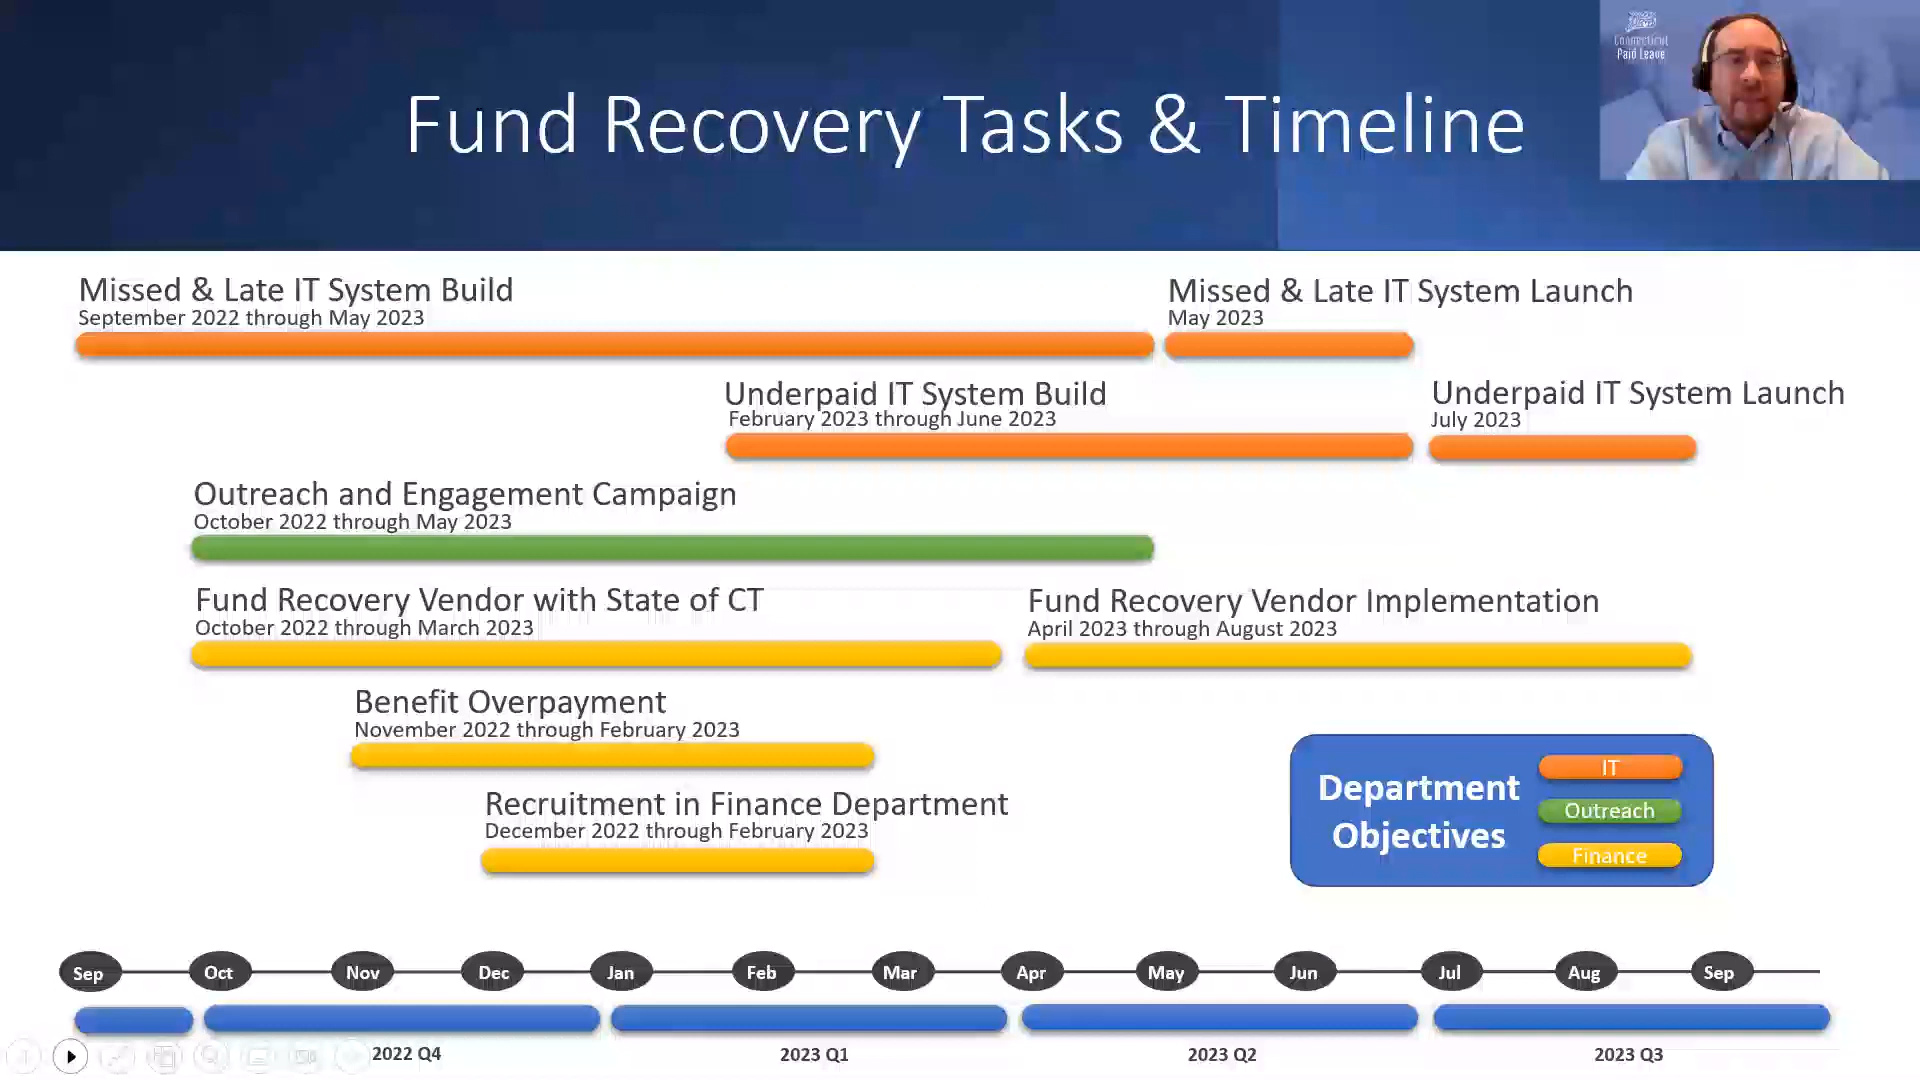 Connecticut
Paid Leave
Fund Recovery Tasks & Timeline
Missed & Late IT System Build
September 2022 through May 2023
Missed & Late IT System Launch
May 2023
Underpaid IT System Build
February 2023 through June 2023
Underpaid IT System Launch
July 2023
Outreach and Engagement Campaign
October 2022 through May 2023
Fund Recovery Vendor with State of CT
October 2022 through March 2023
Fund Recovery Vendor Implementation
April 2023 through August 2023
Benefit Overpayment
November 2022 through February 2023
Recruitment in Finance Department
December 2022 through February 2023
Department
Objectives
IT
Outreach
Finance
Sep Oct Nov Dec Jan Feb Mar Apr May Jun Jul Aug Sep
2022 Q4 2023 Q1 2023 Q2 2023 Q3